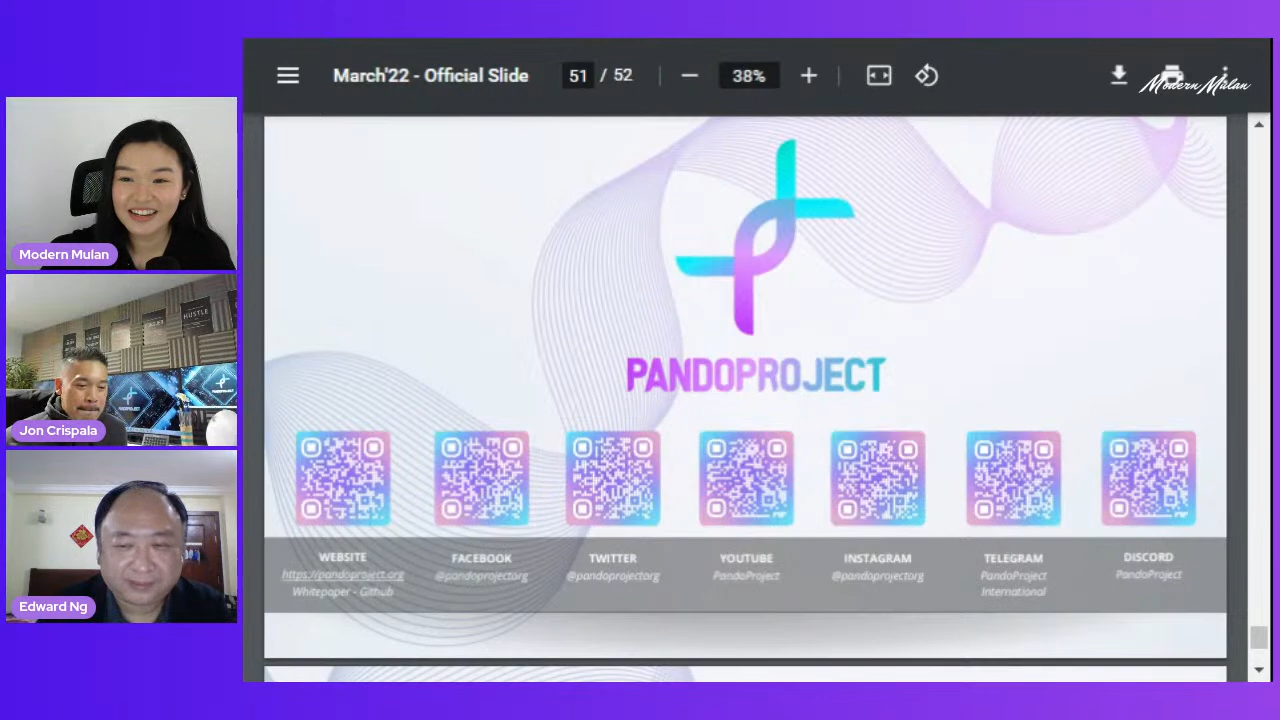 March'22 - Official Slide
51 / 52
38%
Modern Mulan
PANDOPROJECT
WEBSITE
https://pandoproject.org
Whitepaper - Github
FACEBOOK
@pandoprojectorg
TWITTER
@pandoprojectorg
YOUTUBE
PandoProject
INSTAGRAM
@pandoprojectorg
TELEGRAM
PandoProject
International
DISCORD
PandoProject
Modern Mulan
HUSTLE
Jon Crispala
Edward Ng